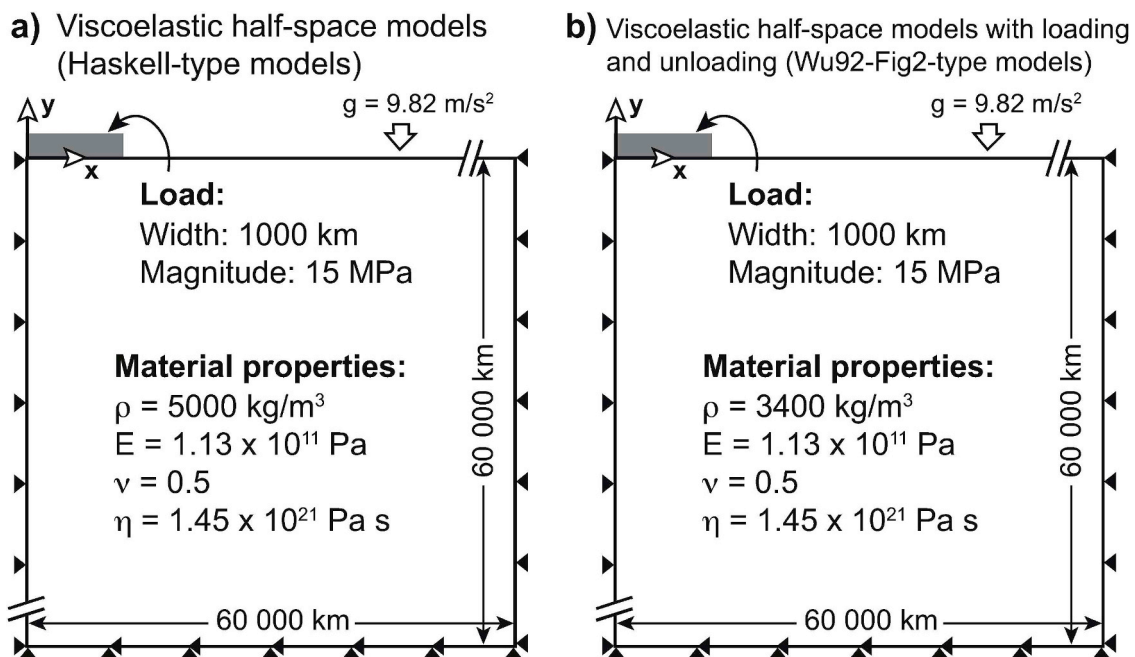 a) Viscoelastic half-space models
(Haskell-type models)
y
g = 9.82 m/s²
x
Load:
Width: 1000 km
Magnitude: 15 MPa
Material properties:
ρ = 5000 kg/m³
E = 1.13 x 10¹¹ Pa
ν = 0.5
η = 1.45 x 10²¹ Pa s
60 000 km
60 000 km
b) Viscoelastic half-space models with loading
and unloading (Wu92-Fig2-type models)
y
g = 9.82 m/s²
x
Load:
Width: 1000 km
Magnitude: 15 MPa
Material properties:
ρ = 3400 kg/m³
E = 1.13 x 10¹¹ Pa
ν = 0.5
η = 1.45 x 10²¹ Pa s
60 000 km
60 000 km